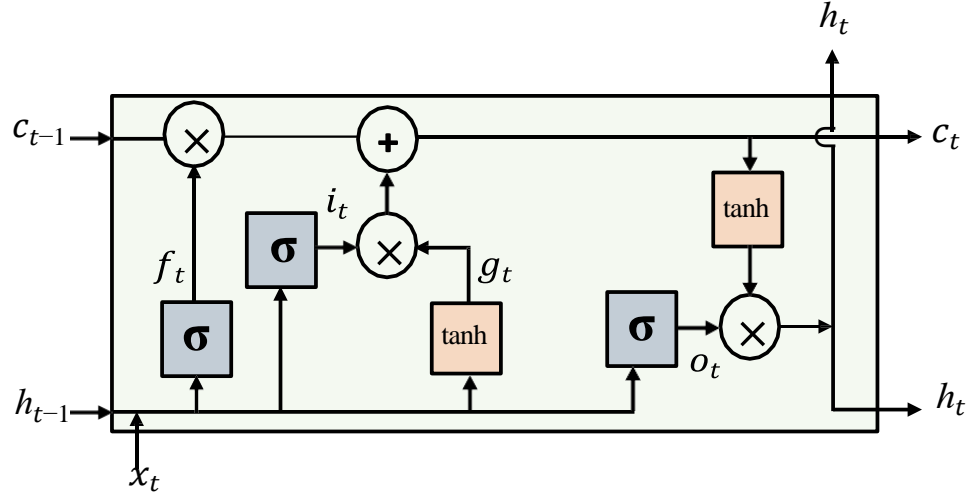 h_t
c_{t−1}
×
+
c_t
tanh
i_t
σ
×
f_t
g_t
σ
tanh
σ
×
o_t
h_{t−1}
h_t
x_t